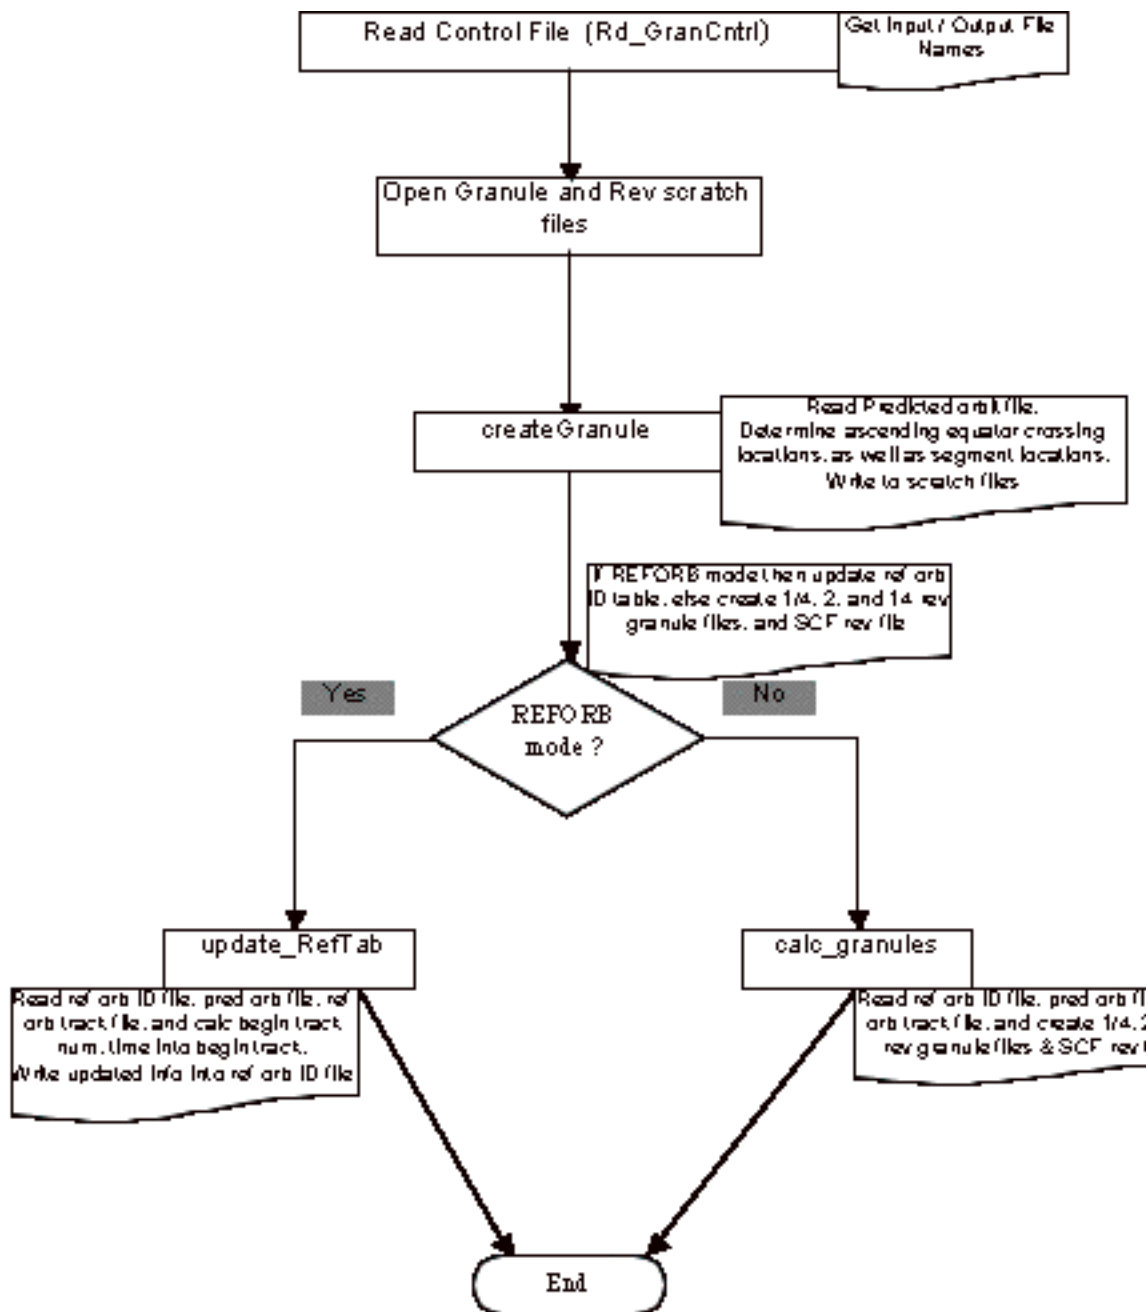 Read Control File (Rd_GranCntrl)
Get Input / Output File
Names
Open Granule and Rev scratch
files
createGranule
Read Predicted orbit file.
Determine ascending equator crossing
locations, as well as segment locations.
Write to scratch files
If REFORB mode then update ref orb
ID table, else create 1/4, 2, and 14 rev
granule files, and SCF rev file
Yes
No
REFORB
mode ?
update_RefTab
calc_granules
Read ref orb ID file, pred orb file, ref
orb track file, and calc begin track
num, time into begin track.
Write updated info into ref orb ID file
Read ref orb ID file, pred orb
orb track file, and create 1/4, 2
rev granule files & SCF rev
End